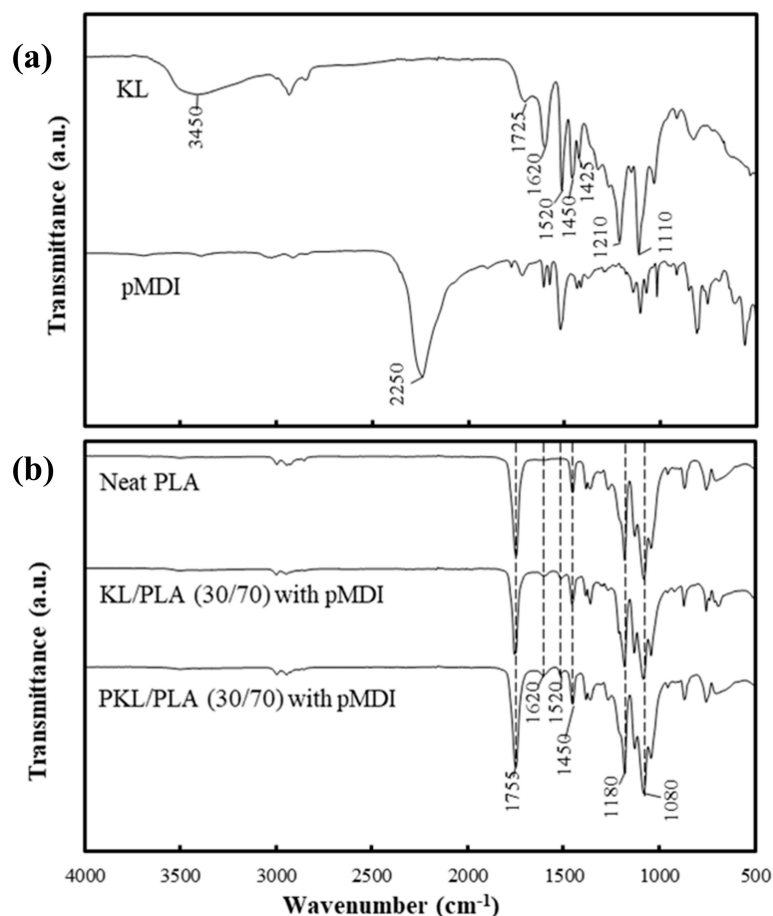 (a)
Transmittance (a.u.)
KL
3450
1725
1620
1520
1450
1425
1210
1110
pMDI
2250
(b)
Transmittance (a.u.)
Neat PLA
KL/PLA (30/70) with pMDI
PKL/PLA (30/70) with pMDI
1755
1620
1520
1450
1180
1080
4000 3500 3000 2500 2000 1500 1000 500
Wavenumber (cm⁻¹)